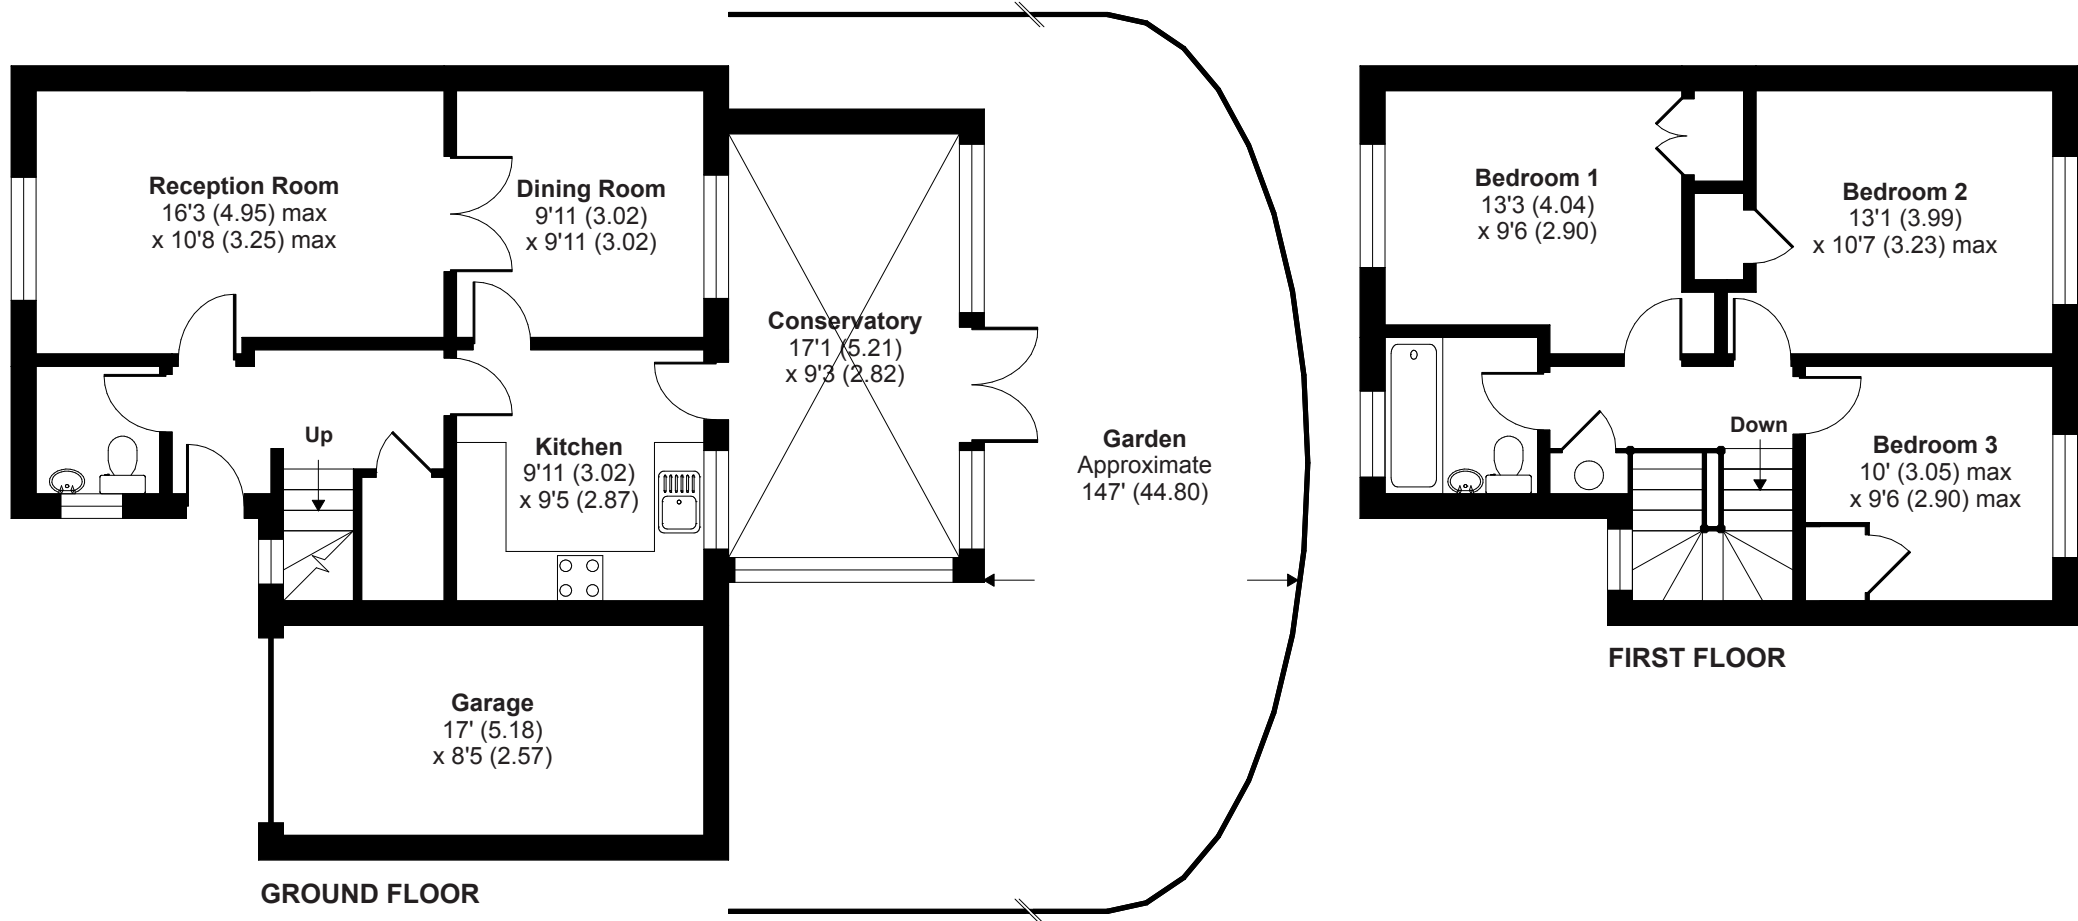 Reception Room
16'3 (4.95) max
x 10'8 (3.25) max
Dining Room
9'11 (3.02)
x 9'11 (3.02)
Conservatory
17'1 (5.21)
x 9'3 (2.82)
Up
Kitchen
9'11 (3.02)
x 9'5 (2.87)
Garden
Approximate
147' (44.80)
Garage
17' (5.18)
x 8'5 (2.57)
GROUND FLOOR
Bedroom 1
13'3 (4.04)
x 9'6 (2.90)
Bedroom 2
13'1 (3.99)
x 10'7 (3.23) max
Down
Bedroom 3
10' (3.05) max
x 9'6 (2.90) max
FIRST FLOOR